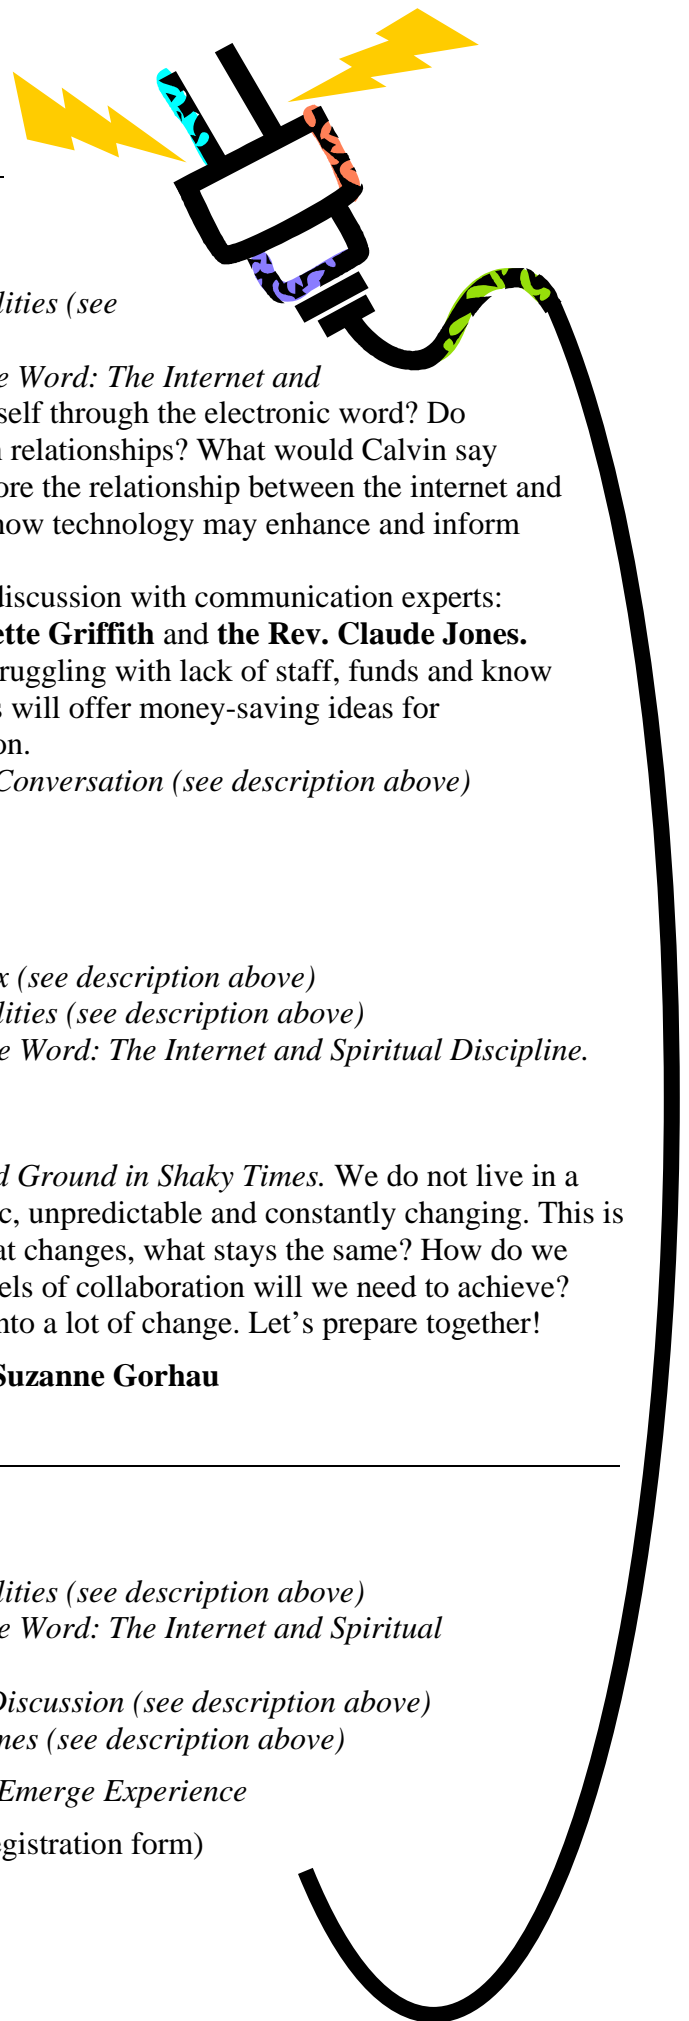 lities (see
e Word: The Internet and
self through the electronic word? Do
n relationships? What would Calvin say
ore the relationship between the internet and
how technology may enhance and inform
discussion with communication experts:
ette Griffith and the Rev. Claude Jones.
ruggling with lack of staff, funds and know
s will offer money-saving ideas for
on.
Conversation (see description above)
x (see description above)
lities (see description above)
e Word: The Internet and Spiritual Discipline.
d Ground in Shaky Times. We do not live in a
c, unpredictable and constantly changing. This is
at changes, what stays the same? How do we
els of collaboration will we need to achieve?
nto a lot of change. Let's prepare together!
Suzanne Gorhau
lities (see description above)
e Word: The Internet and Spiritual
Discussion (see description above)
mes (see description above)
Emerge Experience
egistration form)